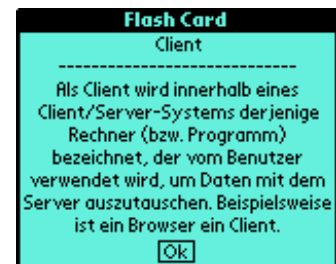 Flash Card
Client
-----------------------------
Als Client wird innerhalb eines
Client/Server-Systems derjenige
Rechner (bzw. Programm)
bezeichnet, der vom Benutzer
verwendet wird, um Daten mit dem
Server auszutauschen. Beispielsweise
ist ein Browser ein Client.
Ok